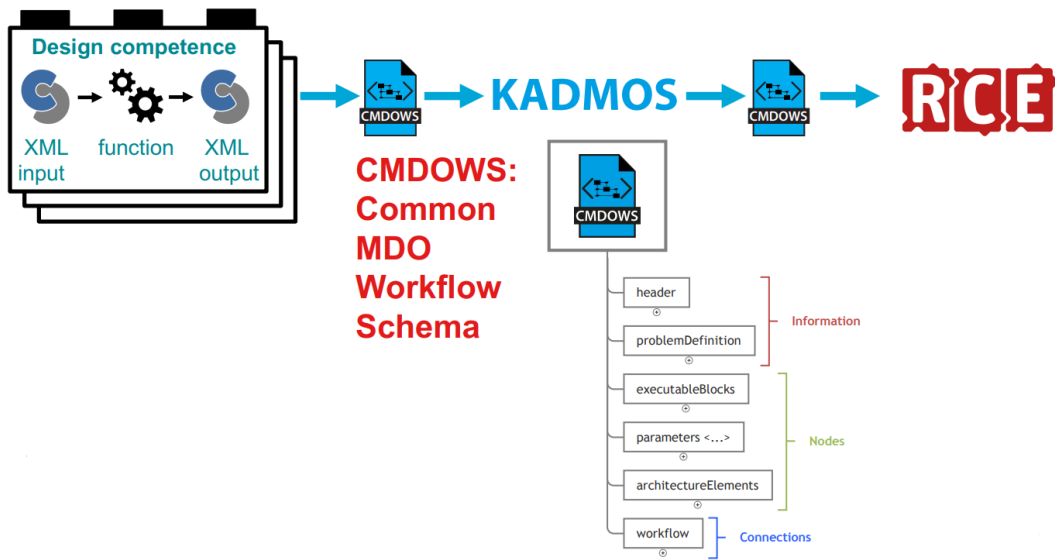 Design competence
XML input
function
XML output
CMDOWS
KADMOS
CMDOWS
RCE
CMDOWS:
Common
MDO
Workflow
Schema
CMDOWS
header
problemDefinition
Information
executableBlocks
parameters <...>
Nodes
architectureElements
workflow
Connections